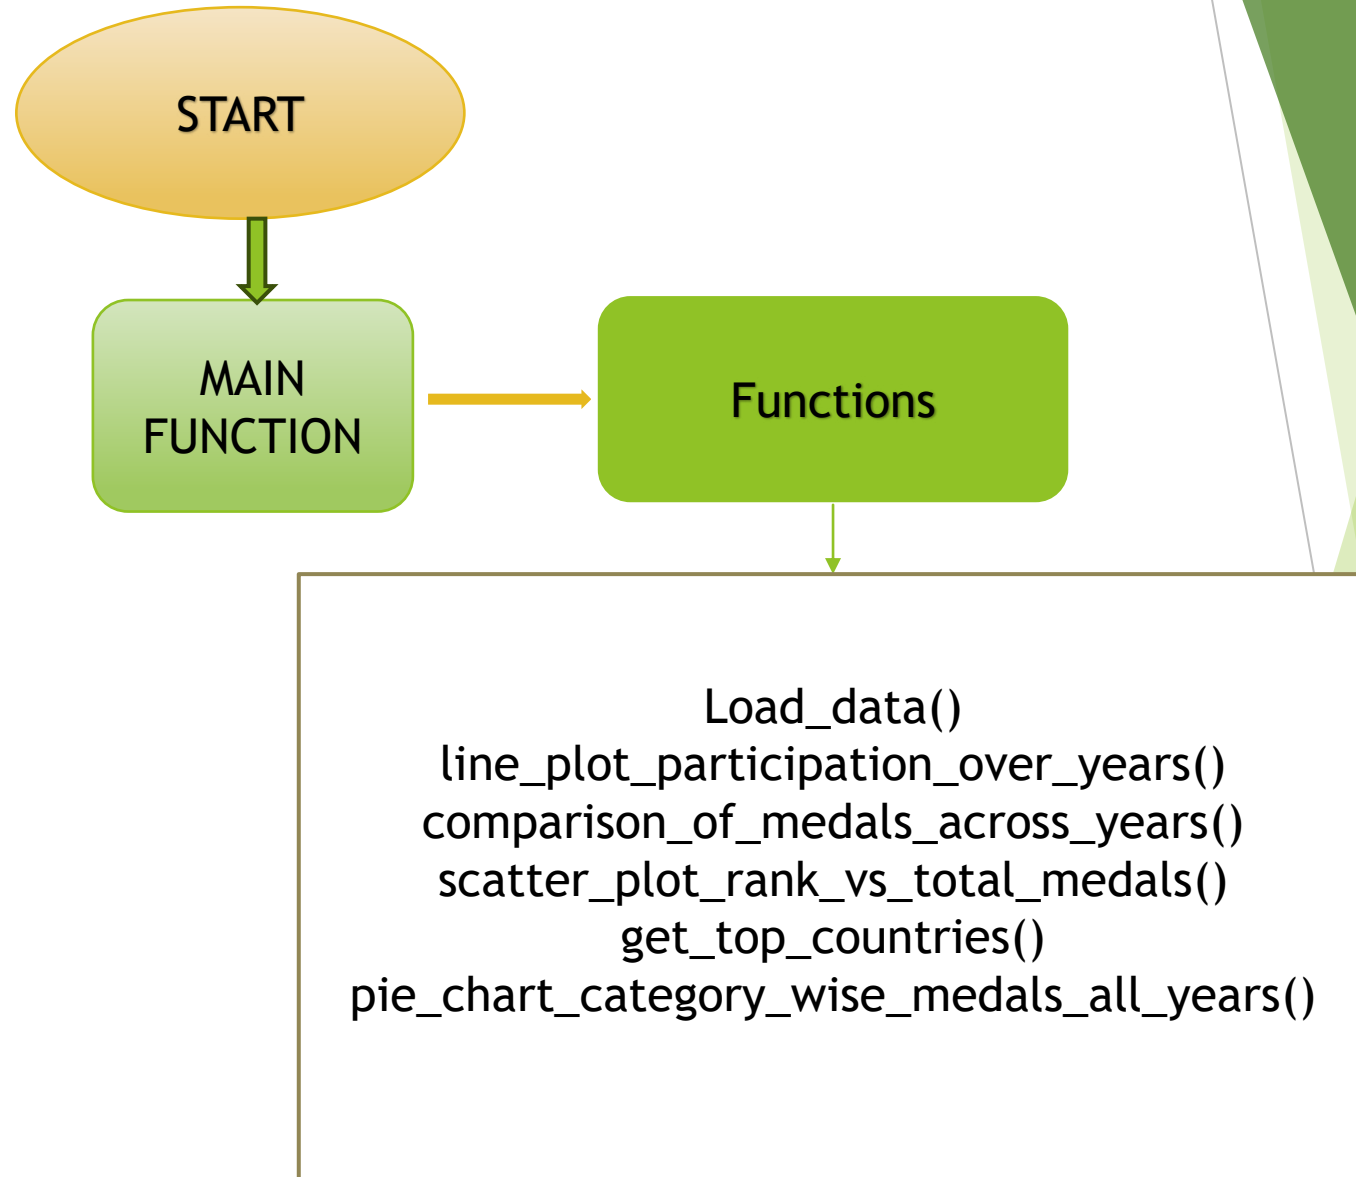 START
MAIN
FUNCTION
Functions
Load_data()
line_plot_participation_over_years()
comparison_of_medals_across_years()
scatter_plot_rank_vs_total_medals()
get_top_countries()
pie_chart_category_wise_medals_all_years()